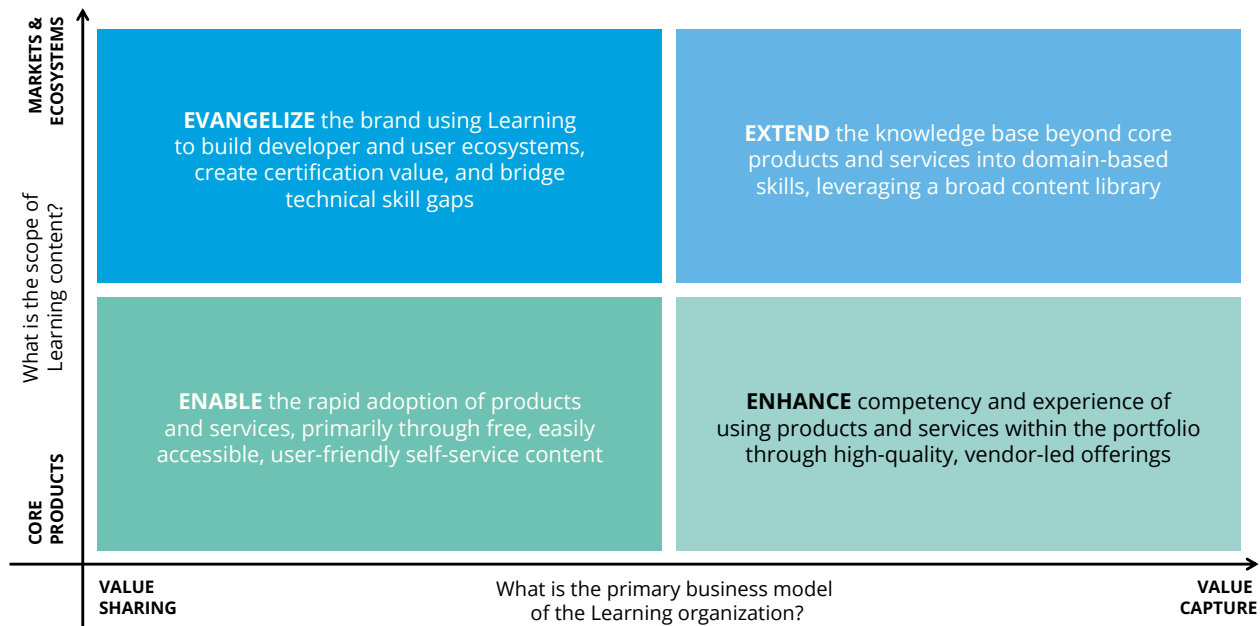 MARKETS &
ECOSYSTEMS
What is the scope of
Learning content?
CORE
PRODUCTS
EVANGELIZE the brand using Learning
to build developer and user ecosystems,
create certification value, and bridge
technical skill gaps
EXTEND the knowledge base beyond core
products and services into domain-based
skills, leveraging a broad content library
ENABLE the rapid adoption of products
and services, primarily through free, easily
accessible, user-friendly self-service content
ENHANCE competency and experience of
using products and services within the portfolio
through high-quality, vendor-led offerings
VALUE
SHARING
What is the primary business model
of the Learning organization?
VALUE
CAPTURE